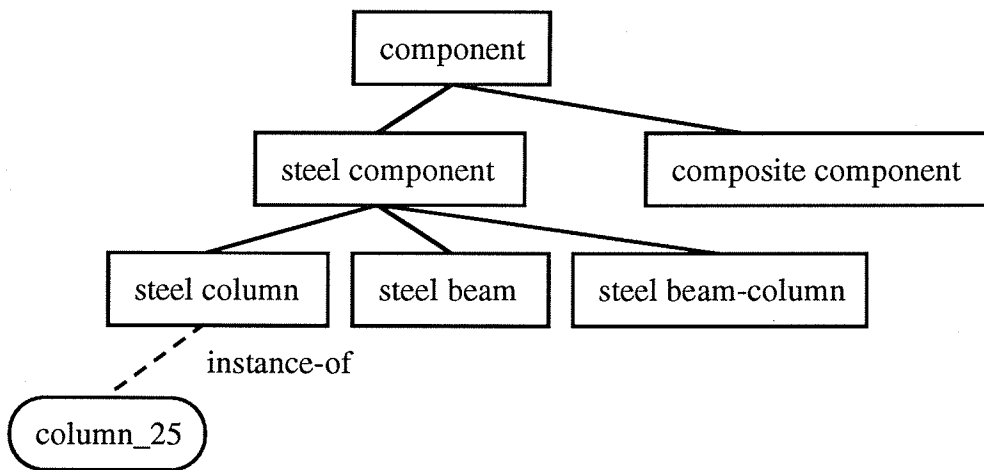 component
steel component
composite component
steel column
steel beam
steel beam-column
instance-of
column_25